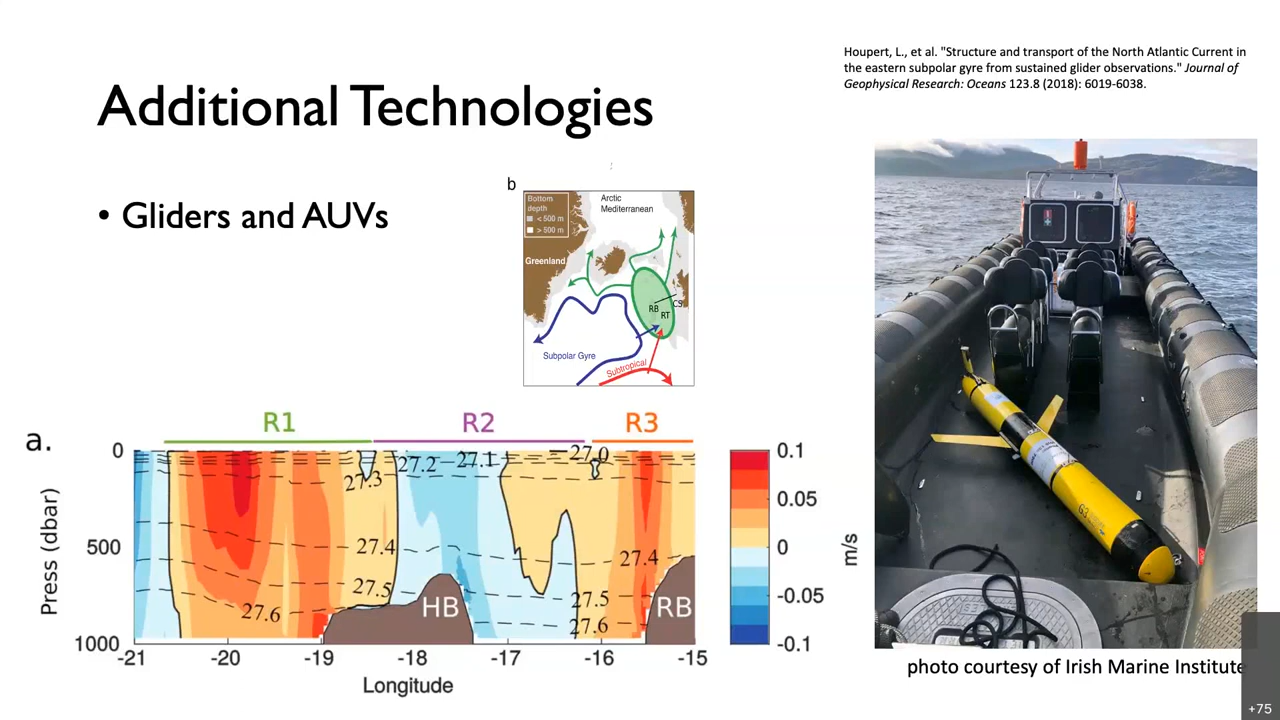 Houpert, L., et al. "Structure and transport of the North Atlantic Current in
the eastern subpolar gyre from sustained glider observations." Journal of
Geophysical Research: Oceans 123.8 (2018): 6019-6038.
Additional Technologies
• Gliders and AUVs
b
Bottom
depth
< 500 m
> 500 m
Arctic
Mediterranean
Greenland
CS
RB
RT
Subpolar Gyre
Subtropical
a.
R1
R2
R3
0
500
1000
Press (dbar)
27.2
27.1
27.0
27.3
27.4
27.4
27.5
27.5
27.6
27.6
HB
RB
-21
-20
-19
-18
-17
-16
-15
Longitude
0.1
0.05
0
-0.05
-0.1
m/s
G3
photo courtesy of Irish Marine Institute
+75